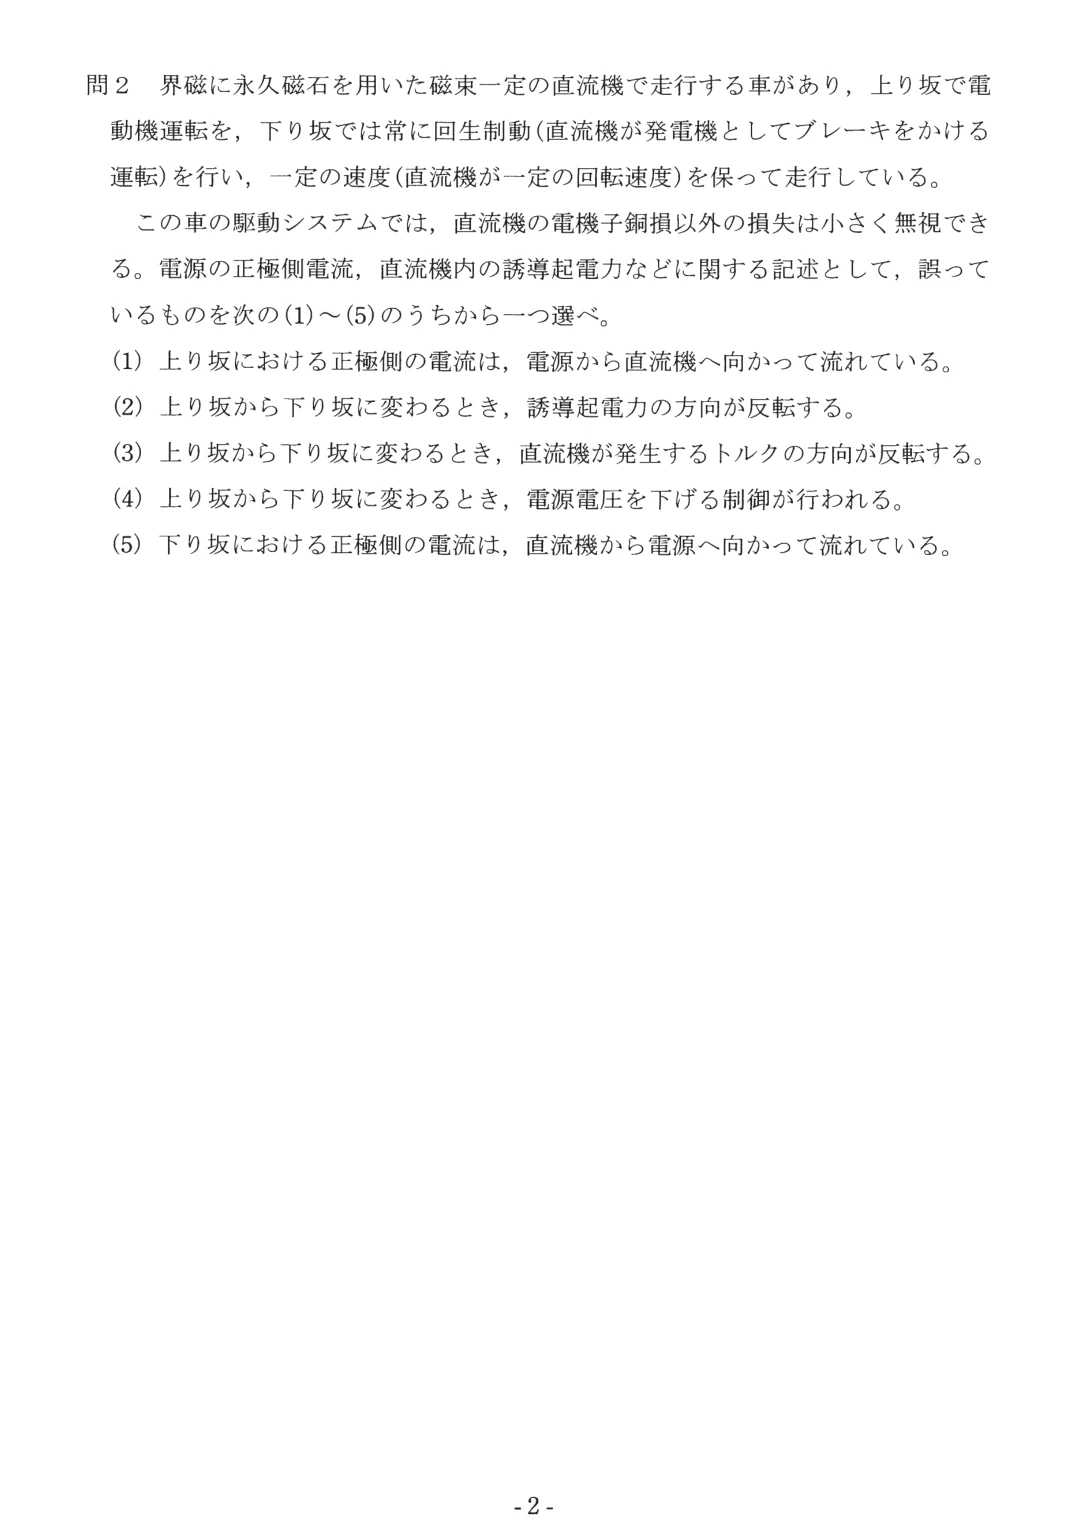 問２　界磁に永久磁石を用いた磁束一定の直流機で走行する車があり，上り坂で電
動機運転を，下り坂では常に回生制動(直流機が発電機としてブレーキをかける
運転)を行い，一定の速度(直流機が一定の回転速度)を保って走行している。
この車の駆動システムでは，直流機の電機子銅損以外の損失は小さく無視でき
る。電源の正極側電流，直流機内の誘導起電力などに関する記述として，誤って
いるものを次の(1)～(5)のうちから一つ選べ。
(1) 上り坂における正極側の電流は，電源から直流機へ向かって流れている。
(2) 上り坂から下り坂に変わるとき，誘導起電力の方向が反転する。
(3) 上り坂から下り坂に変わるとき，直流機が発生するトルクの方向が反転する。
(4) 上り坂から下り坂に変わるとき，電源電圧を下げる制御が行われる。
(5) 下り坂における正極側の電流は，直流機から電源へ向かって流れている。
- 2 -